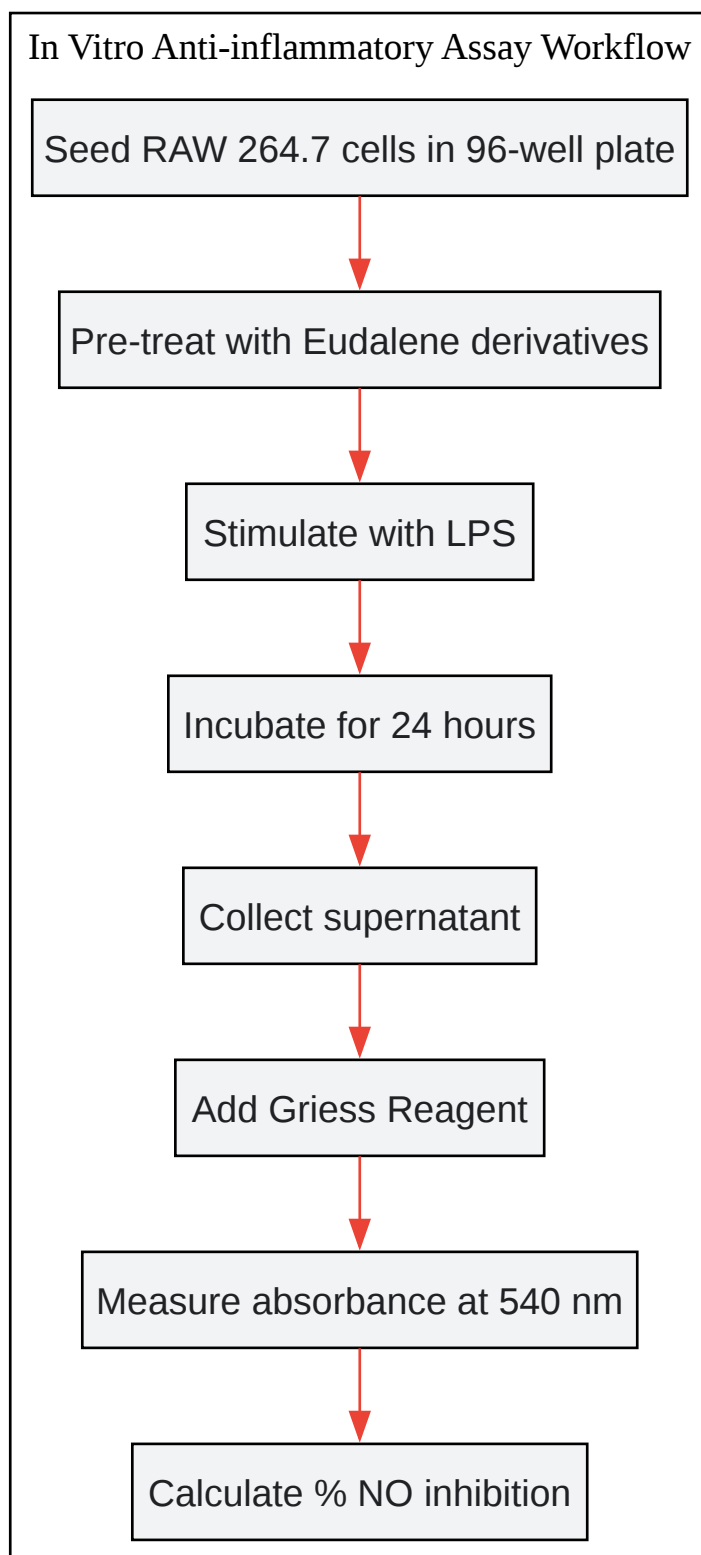 In Vitro Anti-inflammatory Assay Workflow
Seed RAW 264.7 cells in 96-well plate
Pre-treat with Eudalene derivatives
Stimulate with LPS
Incubate for 24 hours
Collect supernatant
Add Griess Reagent
Measure absorbance at 540 nm
Calculate % NO inhibition